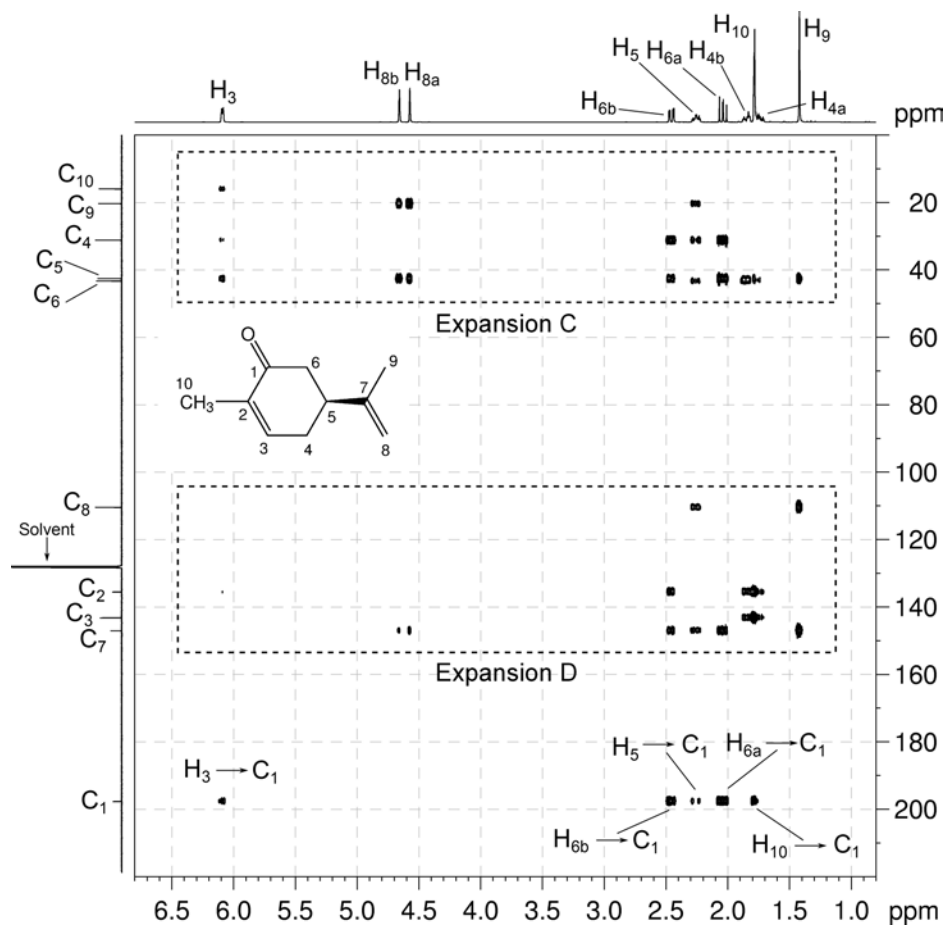 H10
H9
H5
H6a
H4b
H8b
H8a
H3
H6b
H4a
ppm
C10
C9
C4
C5
C6
20
40
60
80
100
120
140
160
180
200
Expansion C
O
1
2
3
4
5
6
7
8
9
10
CH3
C8
Solvent
C2
C3
C7
Expansion D
H3 → C1
H5 → C1
H6a → C1
C1
H6b → C1
H10 → C1
6.5 6.0 5.5 5.0 4.5 4.0 3.5 3.0 2.5 2.0 1.5 1.0 ppm